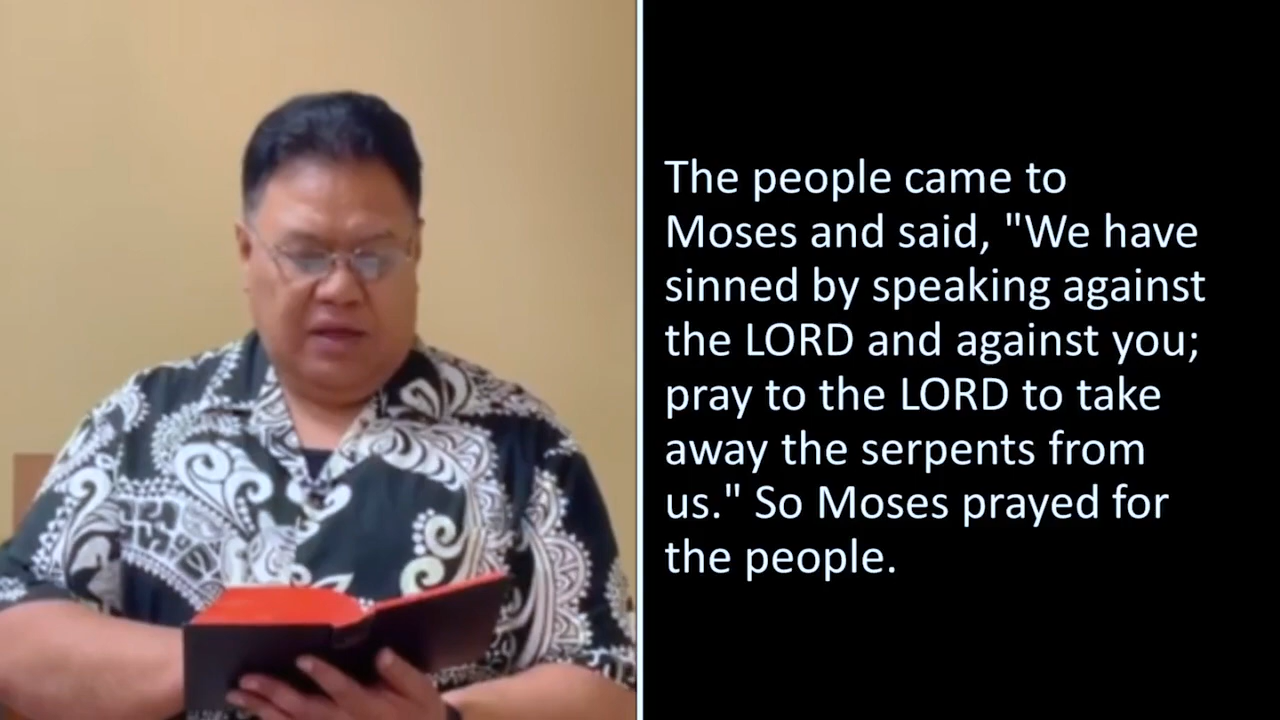 The people came to
Moses and said, "We have
sinned by speaking against
the LORD and against you;
pray to the LORD to take
away the serpents from
us." So Moses prayed for
the people.